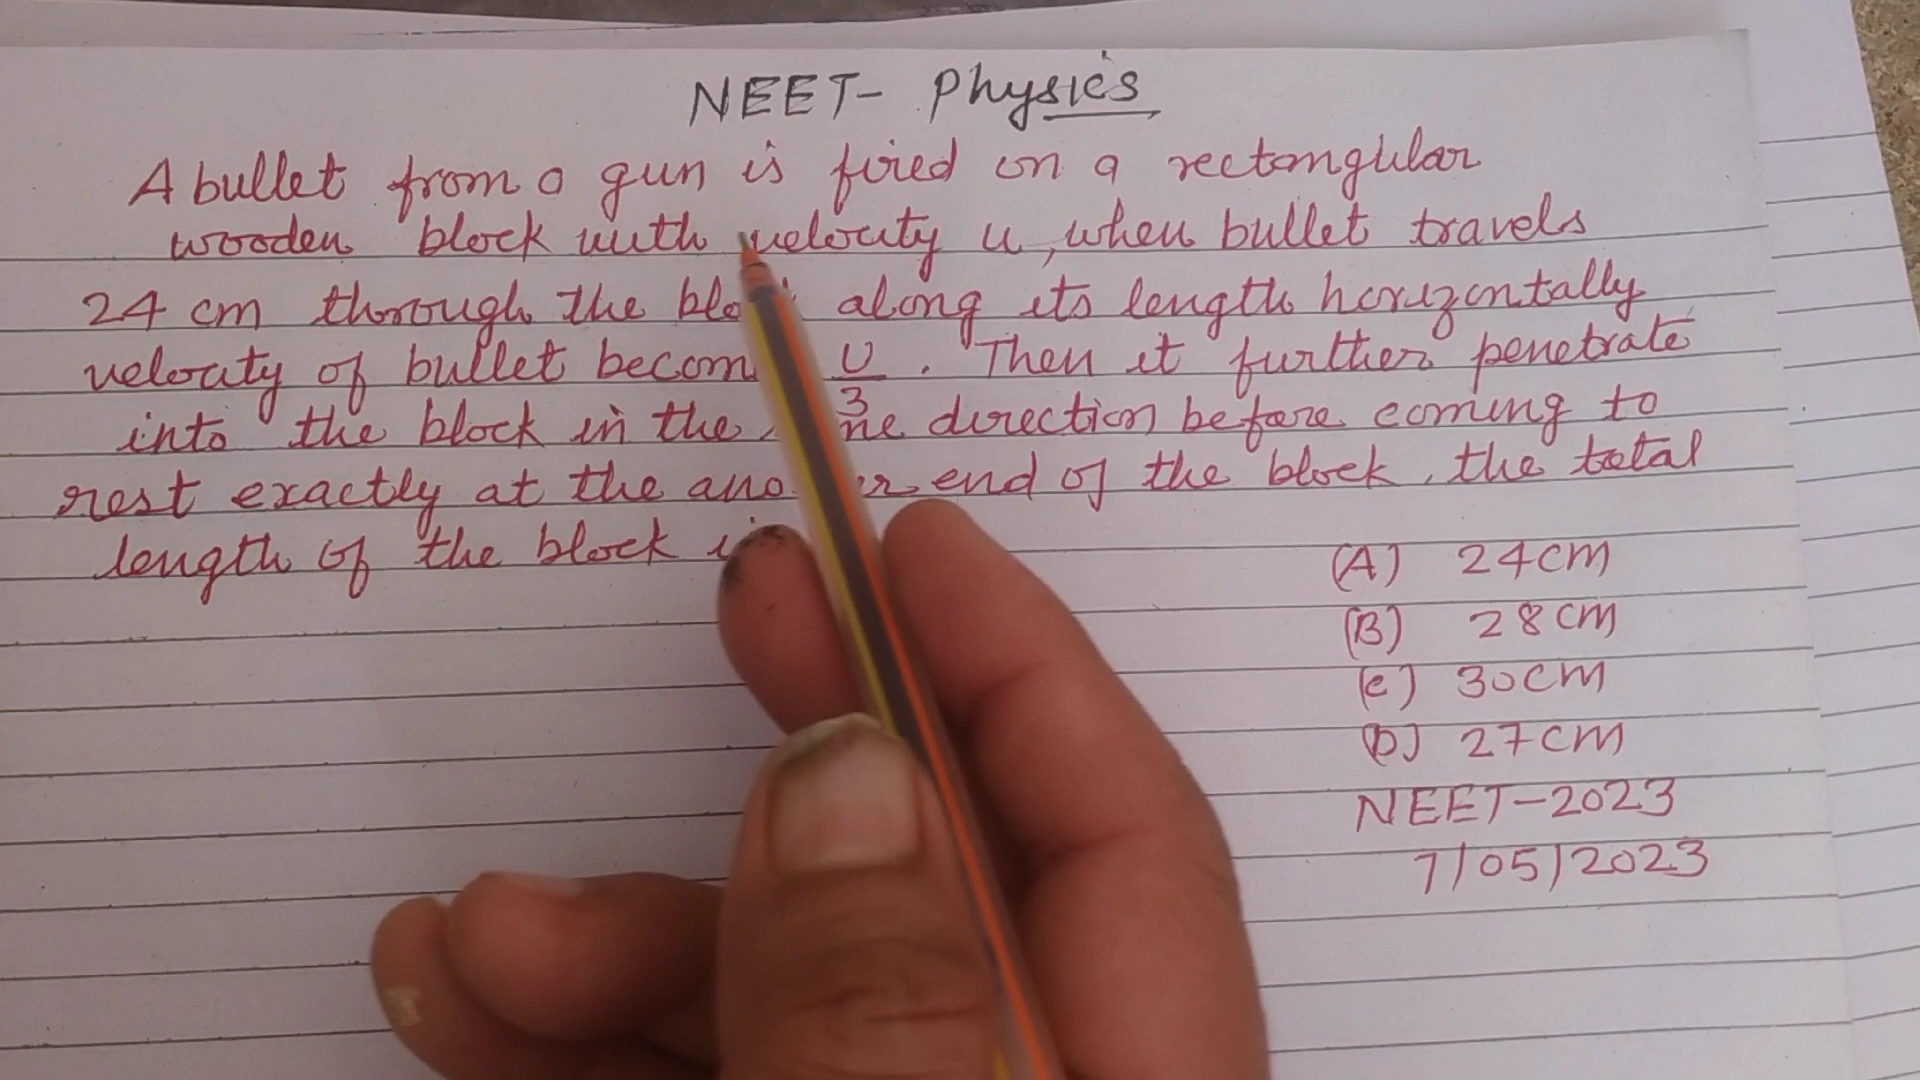 NEET- Physics
A bullet from a gun is fired on a rectangular
wooden block with velocity u, when bullet travels
24 cm through the along its length horizontally
velocity of bullet U/3 . Then it further penetrate
into the block in the direction before coming to
rest exactly at the end of the block, the total
length of the block
(A) 24cm
(B) 28cm
(C) 30cm
(D) 27cm
NEET-2023
7/05/2023